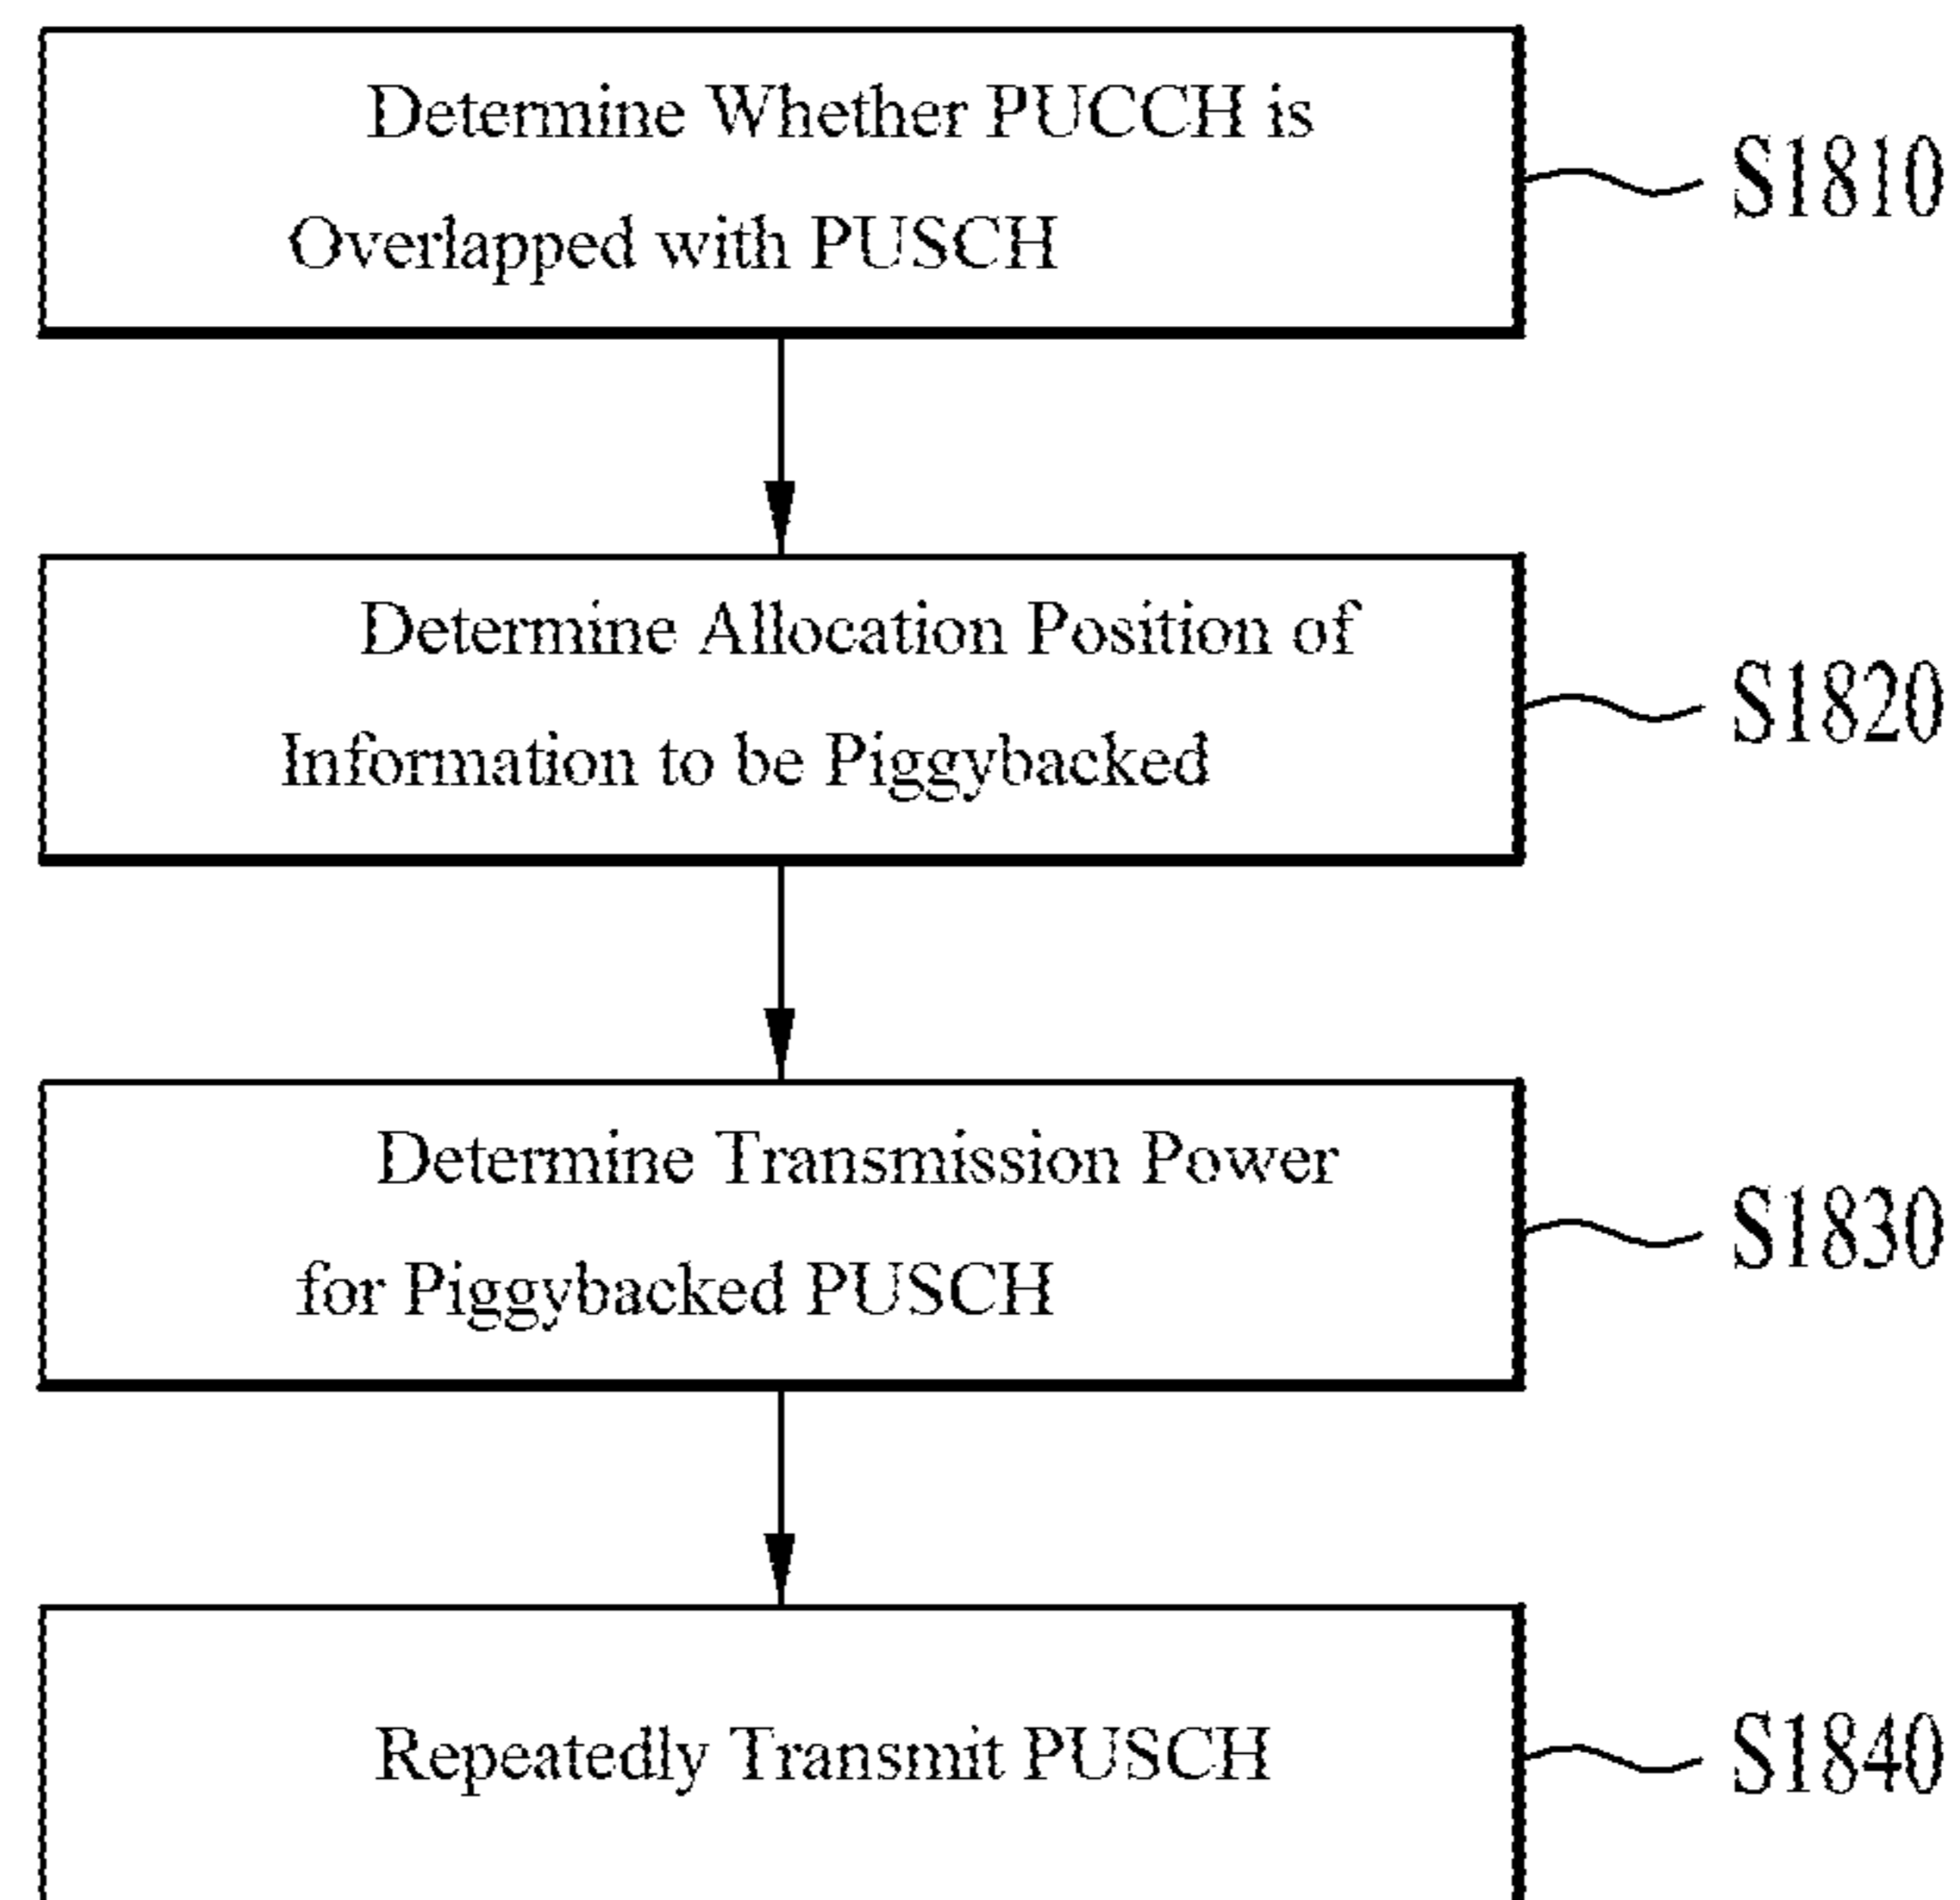 Determine Whether PUCCH is
Overlapped with PUSCH
S1810
Determine Allocation Position of
Information to be Piggybacked
S1820
Determine Transmission Power
for Piggybacked PUSCH
S1830
Repeatedly Transmit PUSCH
S1840